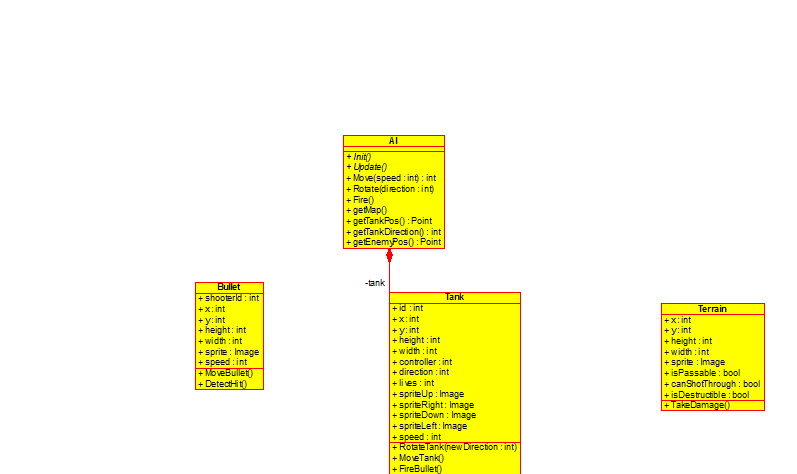 AI
+ Init()
+ Update()
+ Move(speed : int) : int
+ Rotate(direction : int)
+ Fire()
+ getMap()
+ getTankPos() : Point
+ getTankDirection() : int
+ getEnemyPos() : Point
-tank
Bullet
+ shooterId : int
+ x : int
+ y : int
+ height : int
+ width : int
+ sprite : Image
+ speed : int
+ MoveBullet()
+ DetectHit()
Tank
+ id : int
+ x : int
+ y : int
+ height : int
+ width : int
+ controller : int
+ direction : int
+ lives : int
+ spriteUp : Image
+ spriteRight : Image
+ spriteDown : Image
+ spriteLeft : Image
+ speed : int
+ RotateTank(newDirection : int)
+ MoveTank()
+ FireBullet()
Terrain
+ x : int
+ y : int
+ height : int
+ width : int
+ sprite : Image
+ isPassable : bool
+ canShotThrough : bool
+ isDestructible : bool
+ TakeDamage()